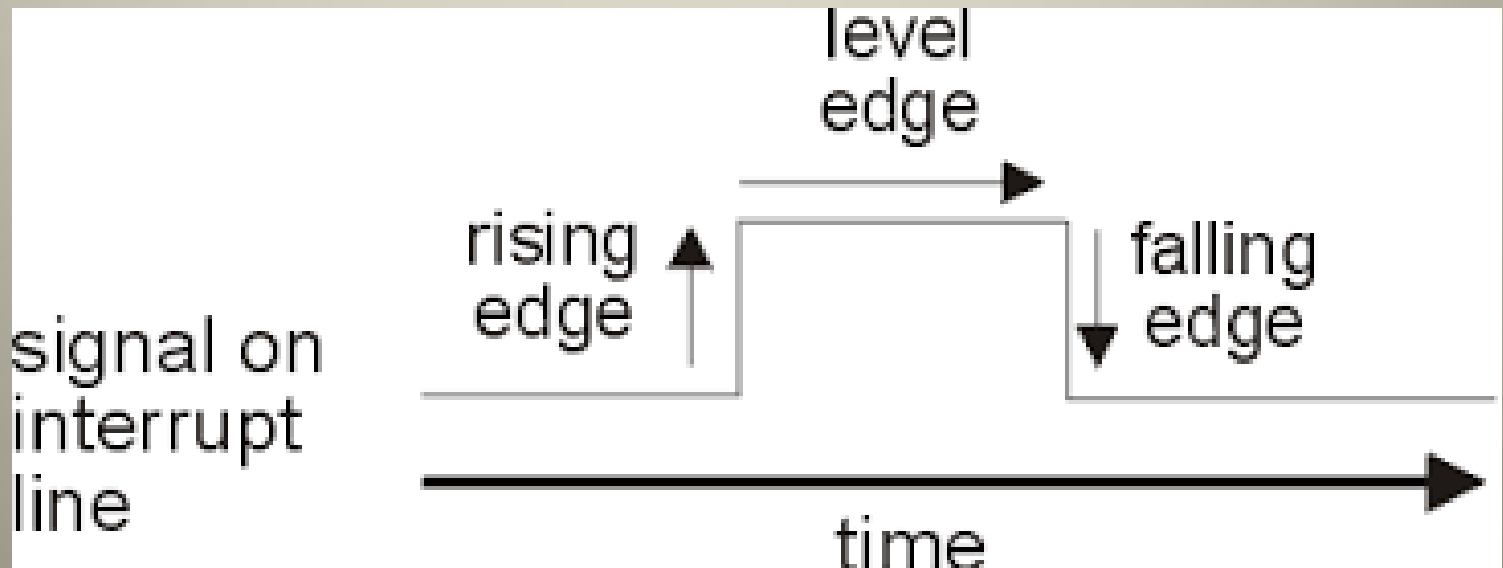 level
edge
rising
edge
falling
edge
signal on
interrupt
line
time